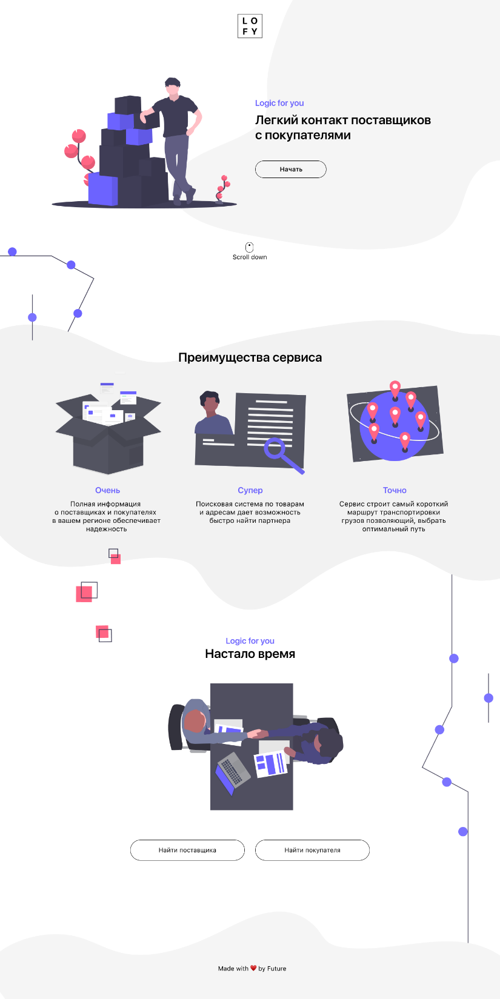 LO
FY
Logic for you
Легкий контакт поставщиков
с покупателями
Начать
Scroll down
Преимущества сервиса
Очень
Полная информация
о поставщиках и покупателях
в вашем регионе обеспечивает
надежность
Супер
Поисковая система по товарам
и адресам дает возможность
быстро найти партнера
Точно
Сервис строит самый короткий
маршрут транспортировки
грузов позволяющий, выбрать
оптимальный путь
Logic for you
Настало время
Найти поставщика
Найти покупателя
Made with ❤️ by Future